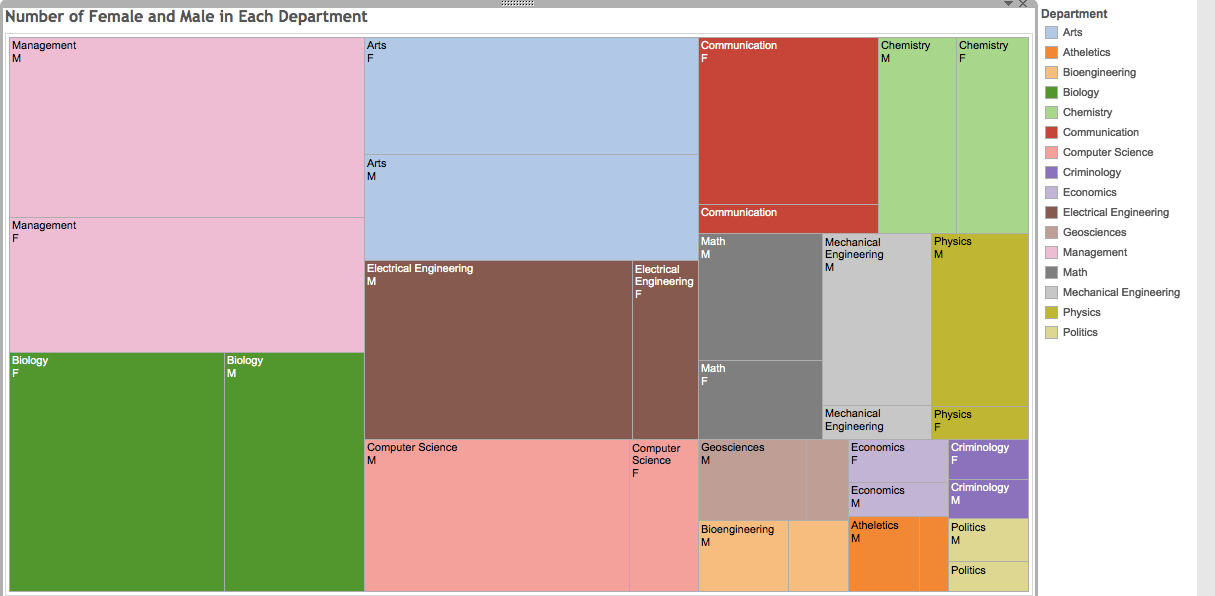 Number of Female and Male in Each Department
Management
M
Management
F
Biology
F
Biology
M
Arts
F
Arts
M
Electrical Engineering
M
Electrical
Engineering
F
Computer Science
M
Computer
Science
F
Communication
F
Communication
Chemistry
M
Chemistry
F
Math
M
Math
F
Mechanical
Engineering
M
Mechanical
Engineering
Physics
M
Physics
F
Geosciences
M
Bioengineering
M
Economics
F
Economics
M
Atheletics
M
Criminology
F
Criminology
M
Politics
M
Politics
Department
Arts
Atheletics
Bioengineering
Biology
Chemistry
Communication
Computer Science
Criminology
Economics
Electrical Engineering
Geosciences
Management
Math
Mechanical Engineering
Physics
Politics